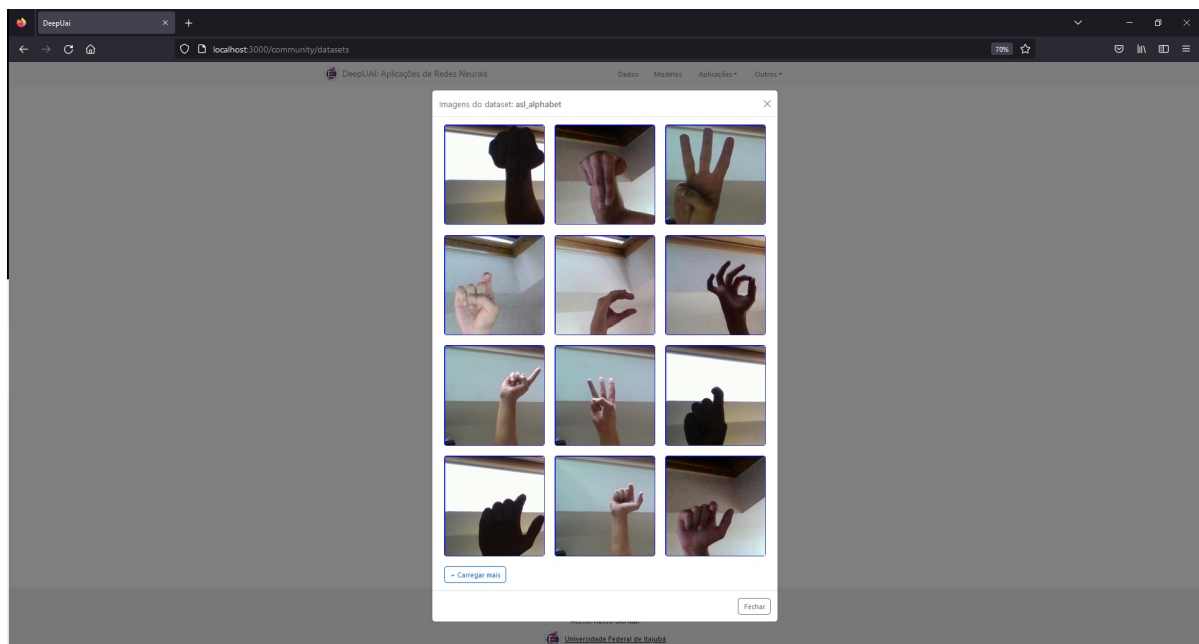 DeepUai
localhost:3000/community/datasets
70%
DeepUAI: Aplicações de Redes Neurais
Dados
Modelos
Aplicações
Outros
Imagens do dataset: asl_alphabet
+ Carregar mais
Fechar
Universidade Federal de Itajubá